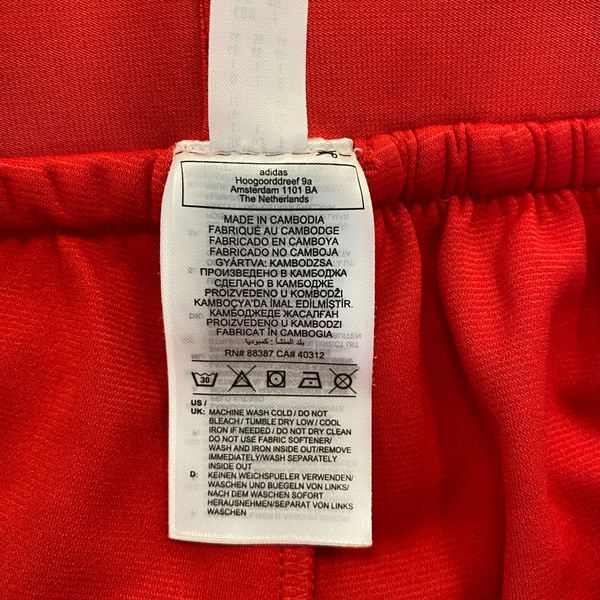 adidas
Hoogoorddreef 9a
Amsterdam 1101 BA
The Netherlands
MADE IN CAMBODIA
FABRIQUÉ AU CAMBODGE
FABRICADO EN CAMBOYA
FABRICADO NO CAMBOJA
GYÁRTVA: KAMBODZSA
ПРОИЗВЕДЕНО В КАМБОДЖА
СДЕЛАНО В КАМБОДЖЕ
PROIZVEDENO U KOMBODŽI
KAMBOÇYA'DA İMAL EDİLMİŞTİR.
КАМБОДЖЕДЕ ЖАСАЛҒАН
PROIZVEDENO U KAMBODZI
FABRICAT ÎN CAMBOGIA
بلد المنشأ : كمبوديا
RN# 88387 CA# 40312
30
US /
UK: MACHINE WASH COLD / DO NOT
BLEACH / TUMBLE DRY LOW / COOL
IRON IF NEEDED / DO NOT DRY CLEAN
DO NOT USE FABRIC SOFTENER/
WASH AND IRON INSIDE OUT/REMOVE
IMMEDIATELY/WASH SEPARATELY
INSIDE OUT
D: KEINEN WEICHSPUELER VERWENDEN/
WASCHEN UND BUEGELN VON LINKS/
NACH DEM WASCHEN SOFORT
HERAUSNEHMEN/SEPARAT VON LINKS
WASCHEN